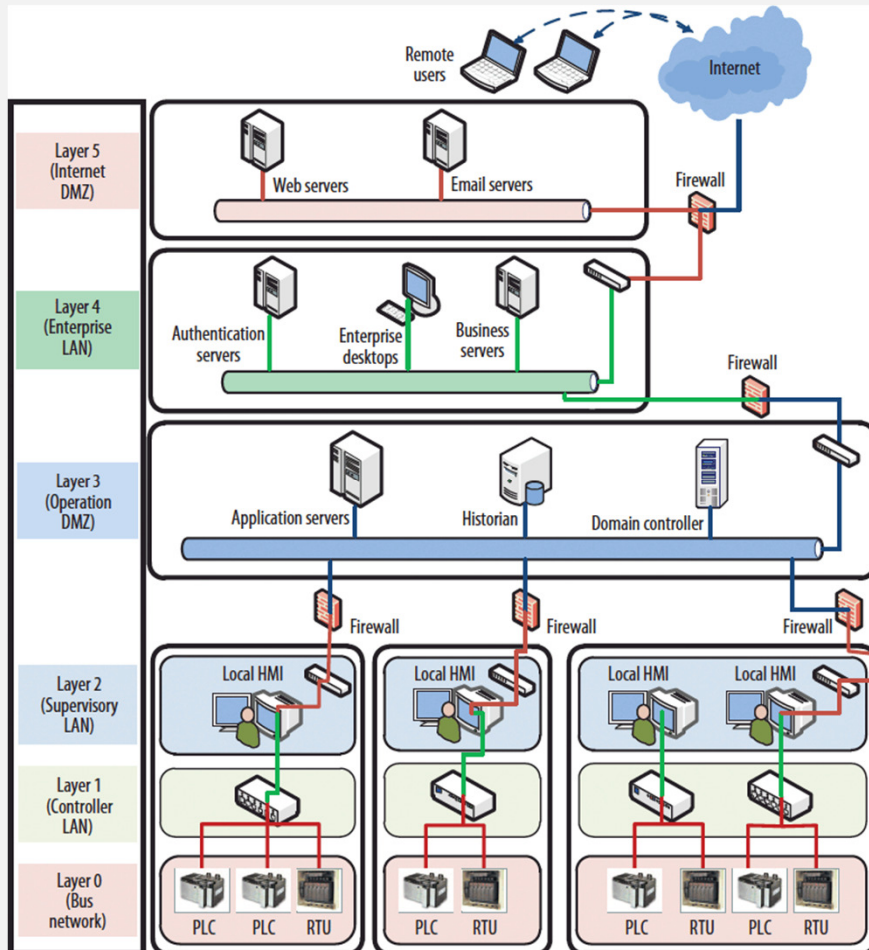 Remote
users
Internet
Layer 5
(Internet
DMZ)
Web servers
Email servers
Firewall
Layer 4
(Enterprise
LAN)
Authentication
servers
Enterprise
desktops
Business
servers
Firewall
Layer 3
(Operation
DMZ)
Application servers
Historian
Domain controller
Firewall
Firewall
Firewall
Layer 2
(Supervisory
LAN)
Local HMI
Local HMI
Local HMI
Local HMI
Layer 1
(Controller
LAN)
Layer 0
(Bus
network)
PLC
PLC
RTU
PLC
RTU
PLC
RTU
PLC
RTU